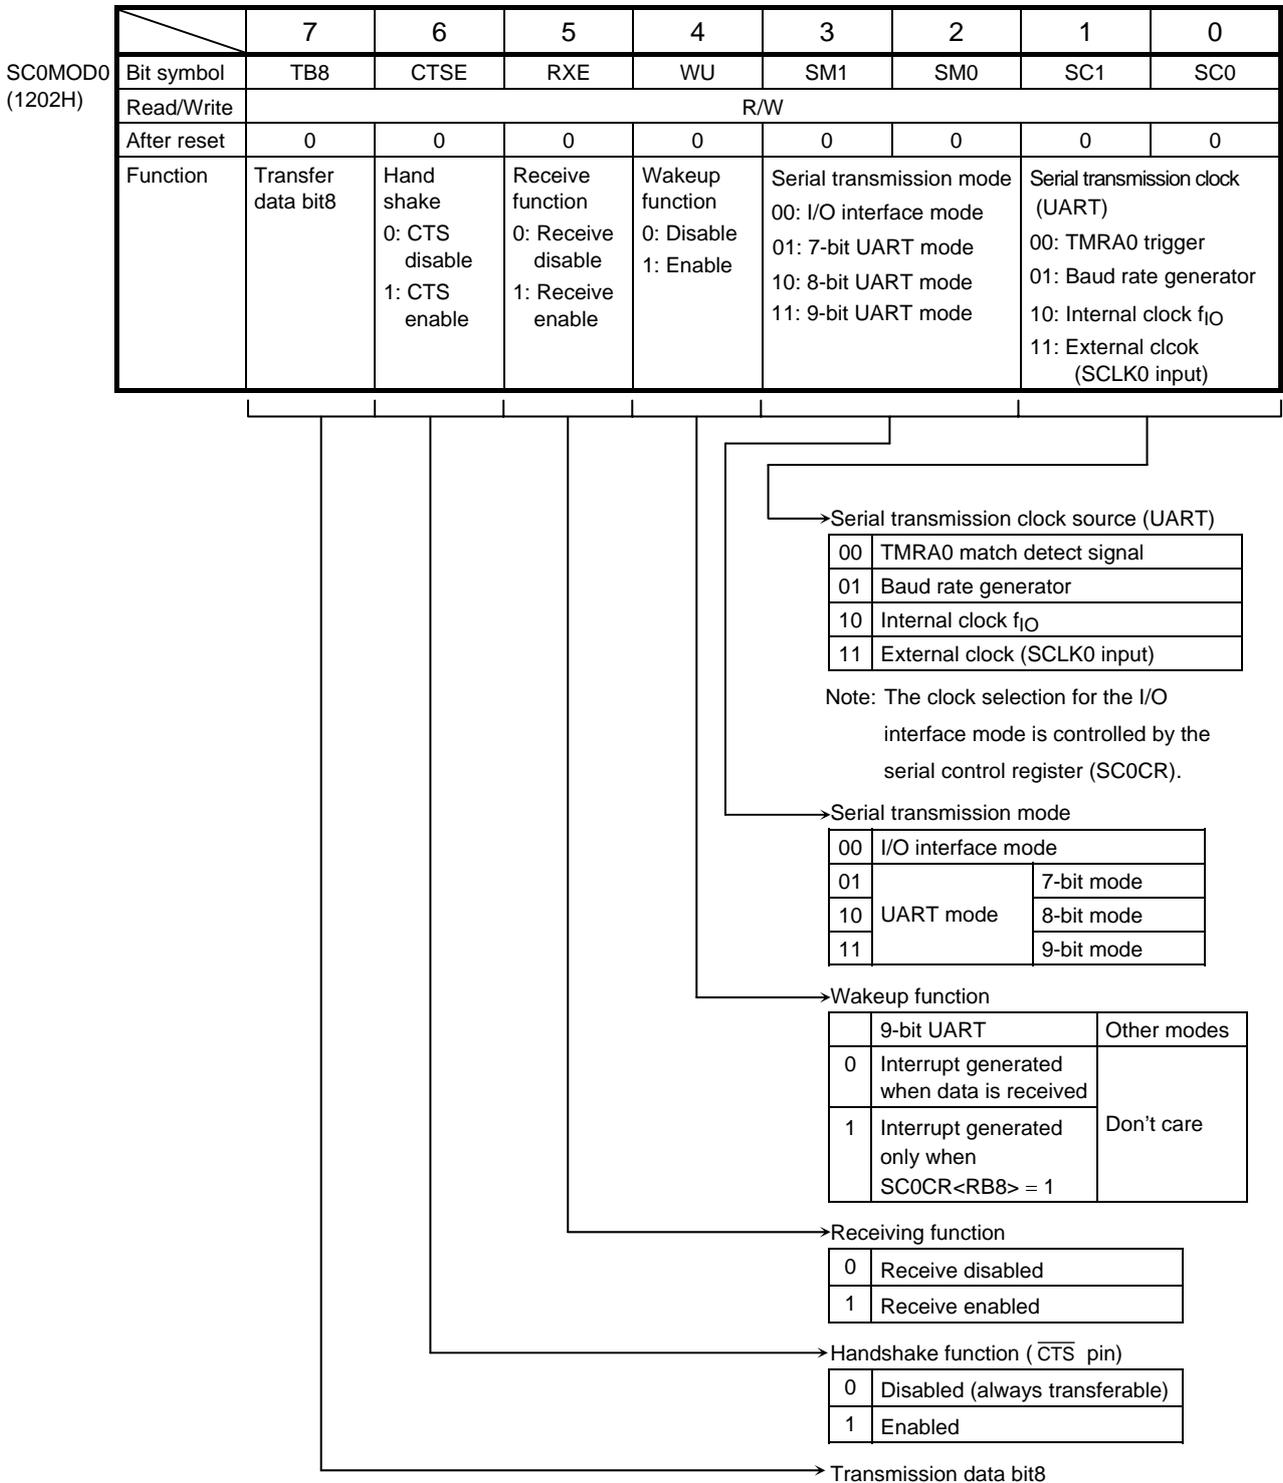 7 6 5 4 3 2 1 0
SC0MOD0 Bit symbol TB8 CTSE RXE WU SM1 SM0 SC1 SC0
(1202H) Read/Write R/W
After reset 0 0 0 0 0 0 0 0
Function
Transfer
data bit8
Hand
shake
0: CTS
disable
1: CTS
enable
Receive
function
0: Receive
disable
1: Receive
enable
Wakeup
function
0: Disable
1: Enable
Serial transmission mode
00: I/O interface mode
01: 7-bit UART mode
10: 8-bit UART mode
11: 9-bit UART mode
Serial transmission clock
(UART)
00: TMRA0 trigger
01: Baud rate generator
10: Internal clock fIO
11: External clcok
(SCLK0 input)
Serial transmission clock source (UART)
00 TMRA0 match detect signal
01 Baud rate generator
10 Internal clock fIO
11 External clock (SCLK0 input)
Note: The clock selection for the I/O
interface mode is controlled by the
serial control register (SC0CR).
Serial transmission mode
00 I/O interface mode
01 7-bit mode
10 UART mode 8-bit mode
11 9-bit mode
Wakeup function
9-bit UART Other modes
0 Interrupt generated
when data is received
1 Interrupt generated
only when
SC0CR<RB8> = 1
Don't care
Receiving function
0 Receive disabled
1 Receive enabled
Handshake function ( C̅T̅S̅ pin)
0 Disabled (always transferable)
1 Enabled
Transmission data bit8